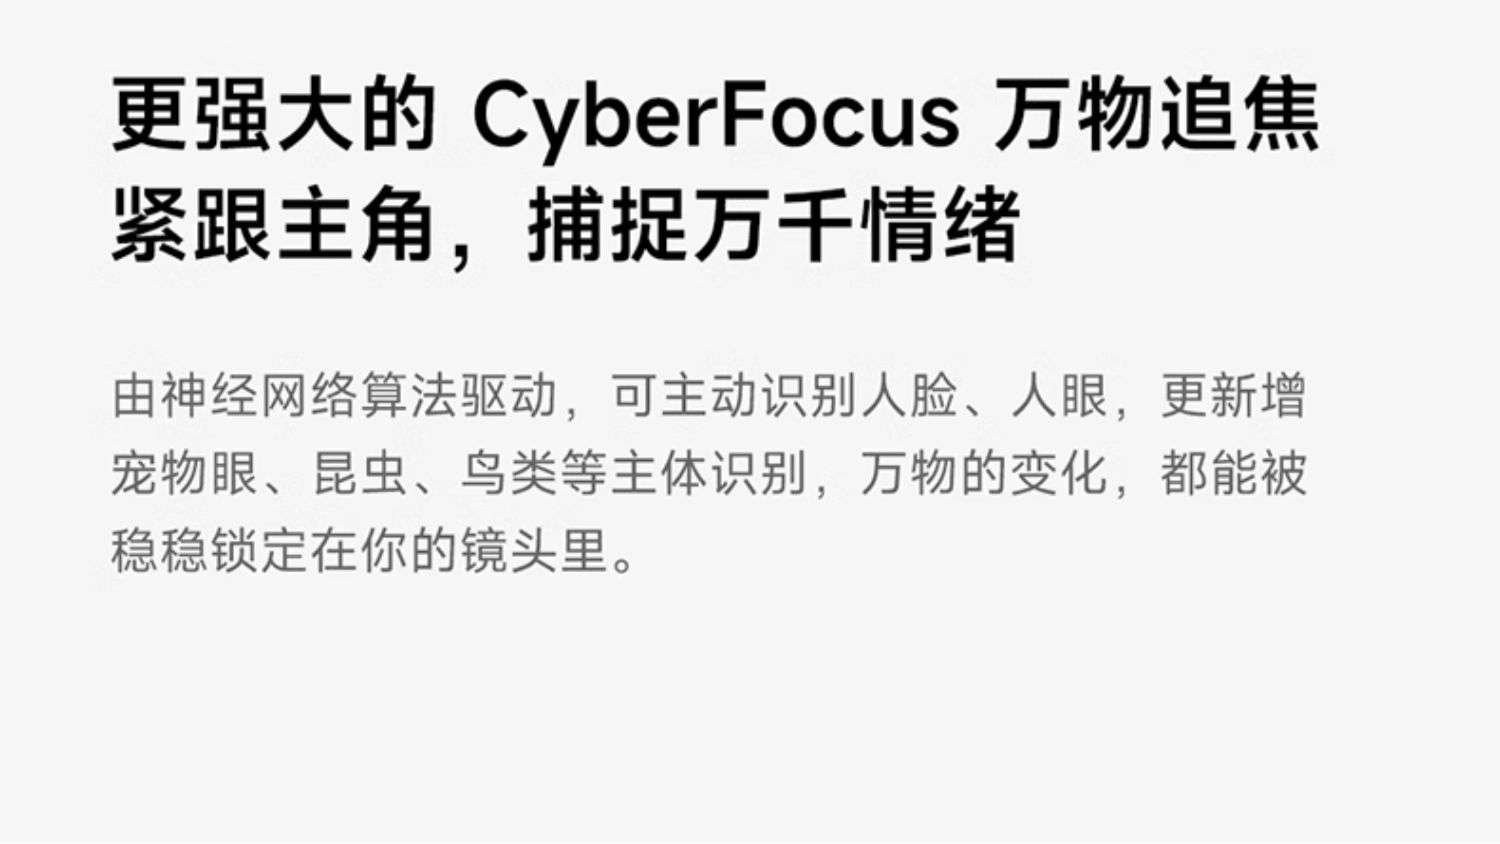 更强大的 CyberFocus 万物追焦
紧跟主角，捕捉万千情绪
由神经网络算法驱动，可主动识别人脸、人眼，更新增
宠物眼、昆虫、鸟类等主体识别，万物的变化，都能被
稳稳锁定在你的镜头里。